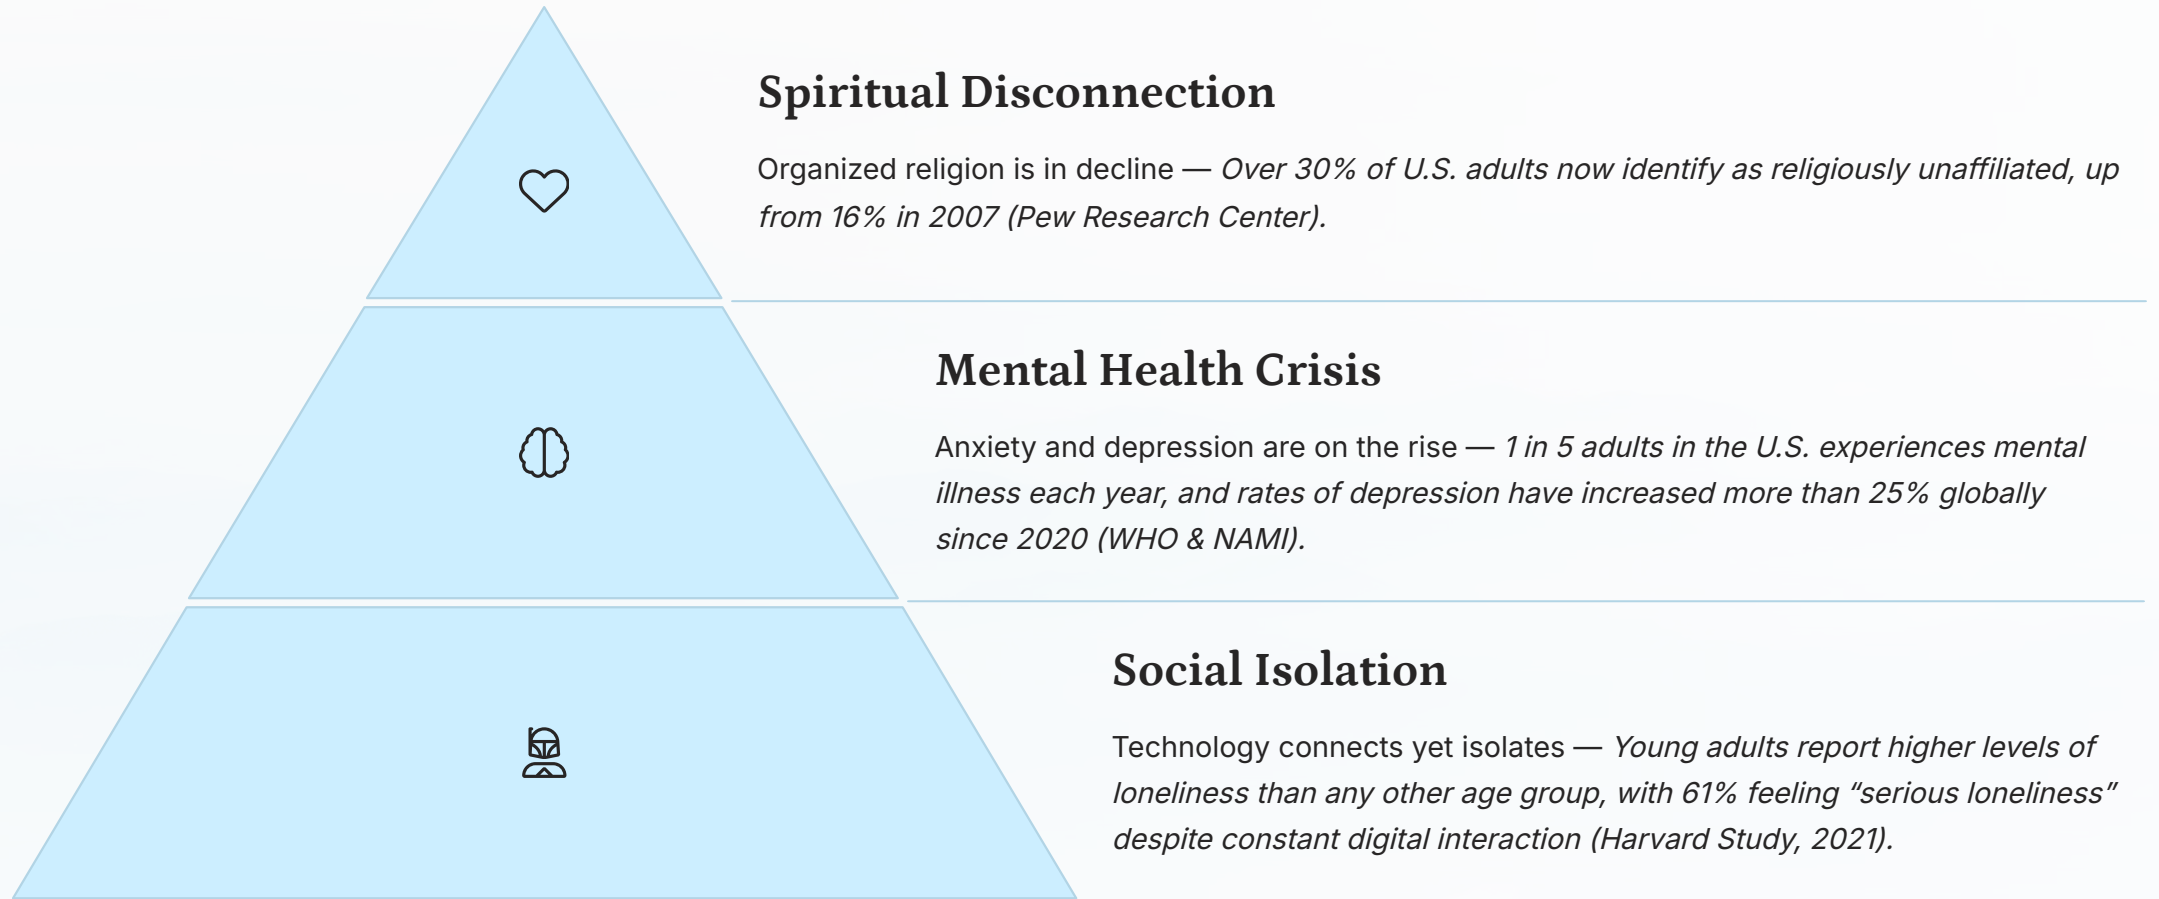 Spiritual Disconnection
Organized religion is in decline — Over 30% of U.S. adults now identify as religiously unaffiliated, up
from 16% in 2007 (Pew Research Center).
Mental Health Crisis
Anxiety and depression are on the rise — 1 in 5 adults in the U.S. experiences mental
illness each year, and rates of depression have increased more than 25% globally
since 2020 (WHO & NAMI).
Social Isolation
Technology connects yet isolates — Young adults report higher levels of
loneliness than any other age group, with 61% feeling “serious loneliness”
despite constant digital interaction (Harvard Study, 2021).